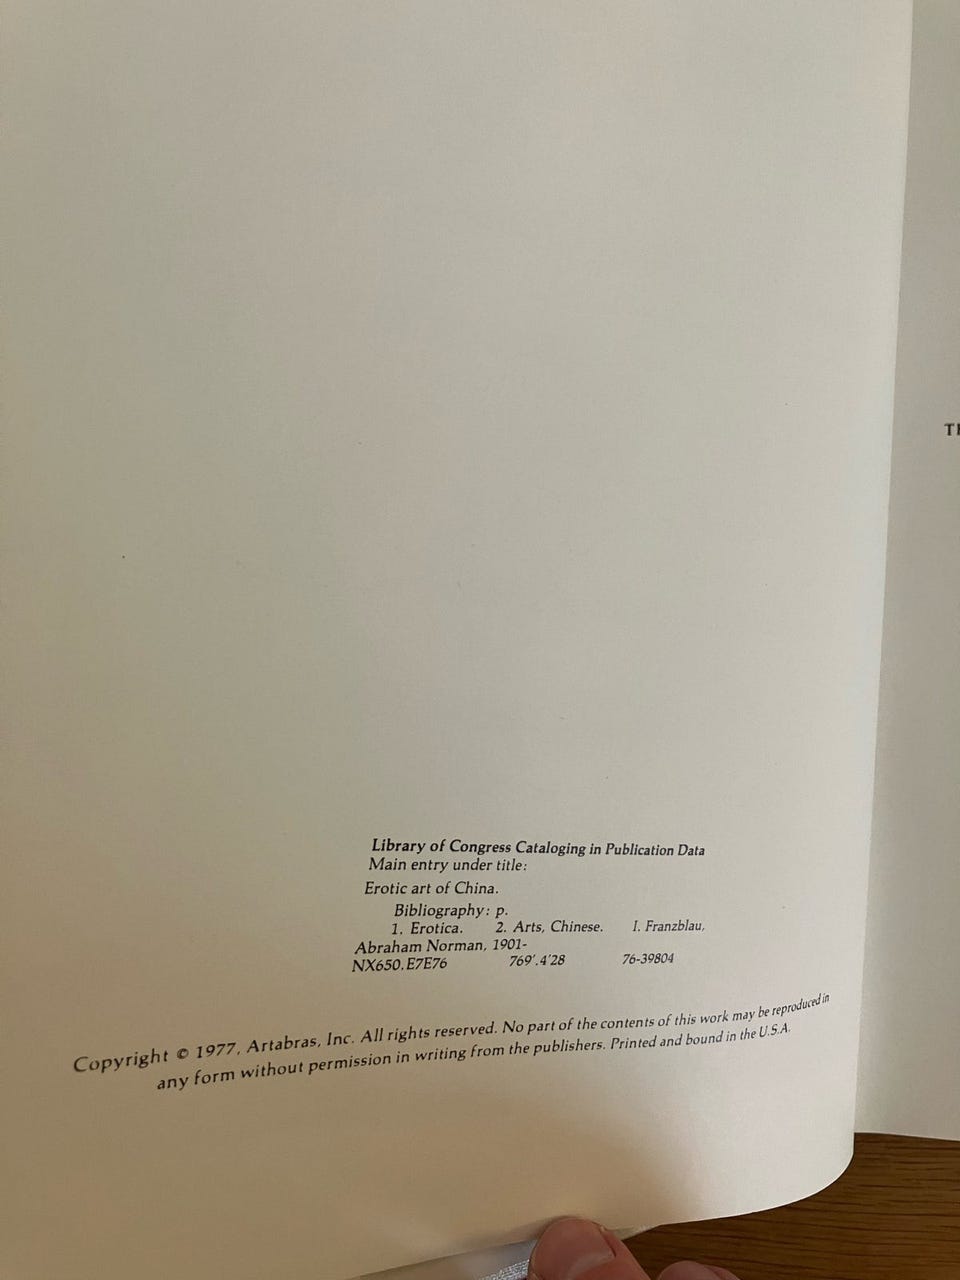 Library of Congress Cataloging in Publication Data
Main entry under title:
Erotic art of China.
Bibliography: p.
1. Erotica. 2. Arts, Chinese. I. Franzblau,
Abraham Norman, 1901-
NX650.E7E76 769'.4'28 76-39804
Copyright © 1977, Artabras, Inc. All rights reserved. No part of the contents of this work may be reproduced in
any form without permission in writing from the publishers. Printed and bound in the U.S.A.